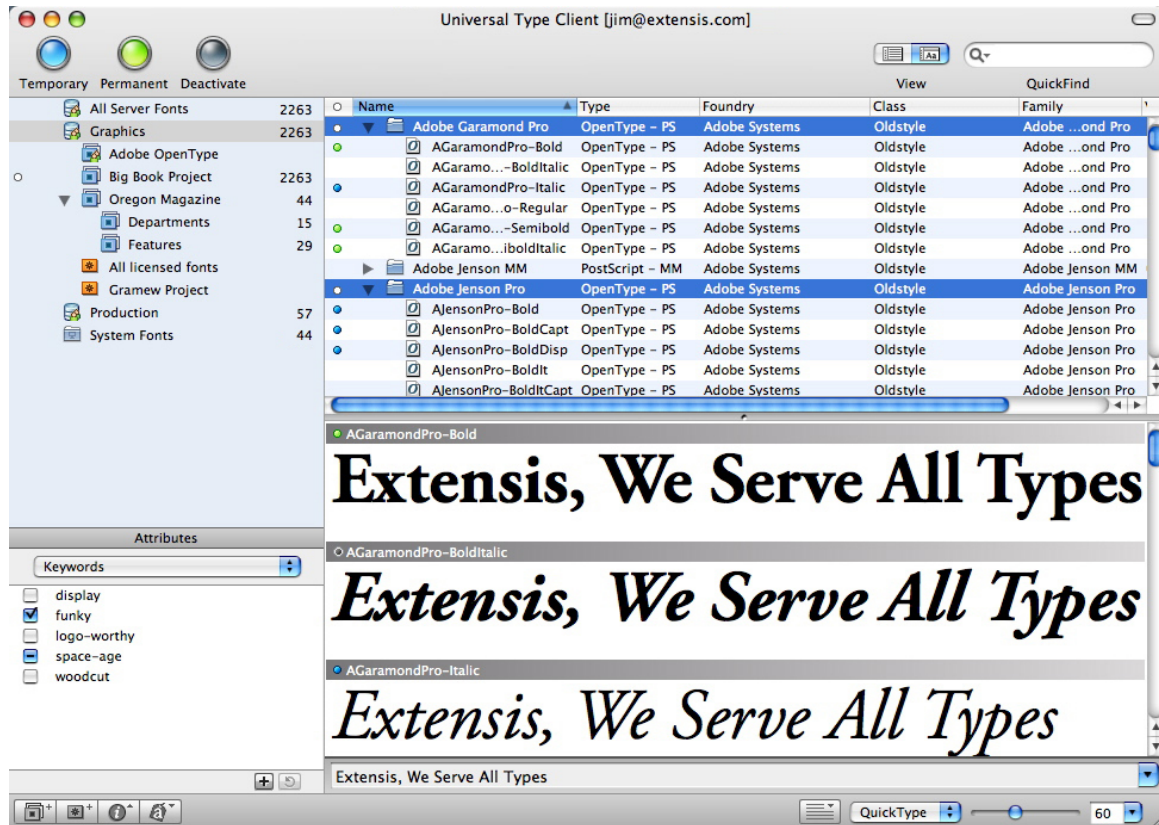 Universal Type Client [jim@extensis.com]
Temporary Permanent Deactivate View QuickFind
All Server Fonts 2263
Graphics 2263
Adobe OpenType
Big Book Project 2263
Oregon Magazine 44
Departments 15
Features 29
All licensed fonts
Gramew Project
Production 57
System Fonts 44
Name Type Foundry Class Family
Adobe Garamond Pro OpenType – PS Adobe Systems Oldstyle Adobe ...ond Pro
AGaramondPro-Bold OpenType – PS Adobe Systems Oldstyle Adobe ...ond Pro
AGaramo...-BoldItalic OpenType – PS Adobe Systems Oldstyle Adobe ...ond Pro
AGaramondPro-Italic OpenType – PS Adobe Systems Oldstyle Adobe ...ond Pro
AGaramo...o-Regular OpenType – PS Adobe Systems Oldstyle Adobe ...ond Pro
AGaramo...-Semibold OpenType – PS Adobe Systems Oldstyle Adobe ...ond Pro
AGaramo...iboldItalic OpenType – PS Adobe Systems Oldstyle Adobe ...ond Pro
Adobe Jenson MM PostScript – MM Adobe Systems Oldstyle Adobe Jenson MM
Adobe Jenson Pro OpenType – PS Adobe Systems Oldstyle Adobe Jenson Pro
AJensonPro-Bold OpenType – PS Adobe Systems Oldstyle Adobe Jenson Pro
AJensonPro-BoldCapt OpenType – PS Adobe Systems Oldstyle Adobe Jenson Pro
AJensonPro-BoldDisp OpenType – PS Adobe Systems Oldstyle Adobe Jenson Pro
AJensonPro-BoldIt OpenType – PS Adobe Systems Oldstyle Adobe Jenson Pro
AJensonPro-BoldItCapt OpenType – PS Adobe Systems Oldstyle Adobe Jenson Pro
AGaramondPro-Bold
Extensis, We Serve All Types
AGaramondPro-BoldItalic
Extensis, We Serve All Types
AGaramondPro-Italic
Extensis, We Serve All Types
Extensis, We Serve All Types
Attributes
Keywords
display
funky
logo-worthy
space-age
woodcut
QuickType 60